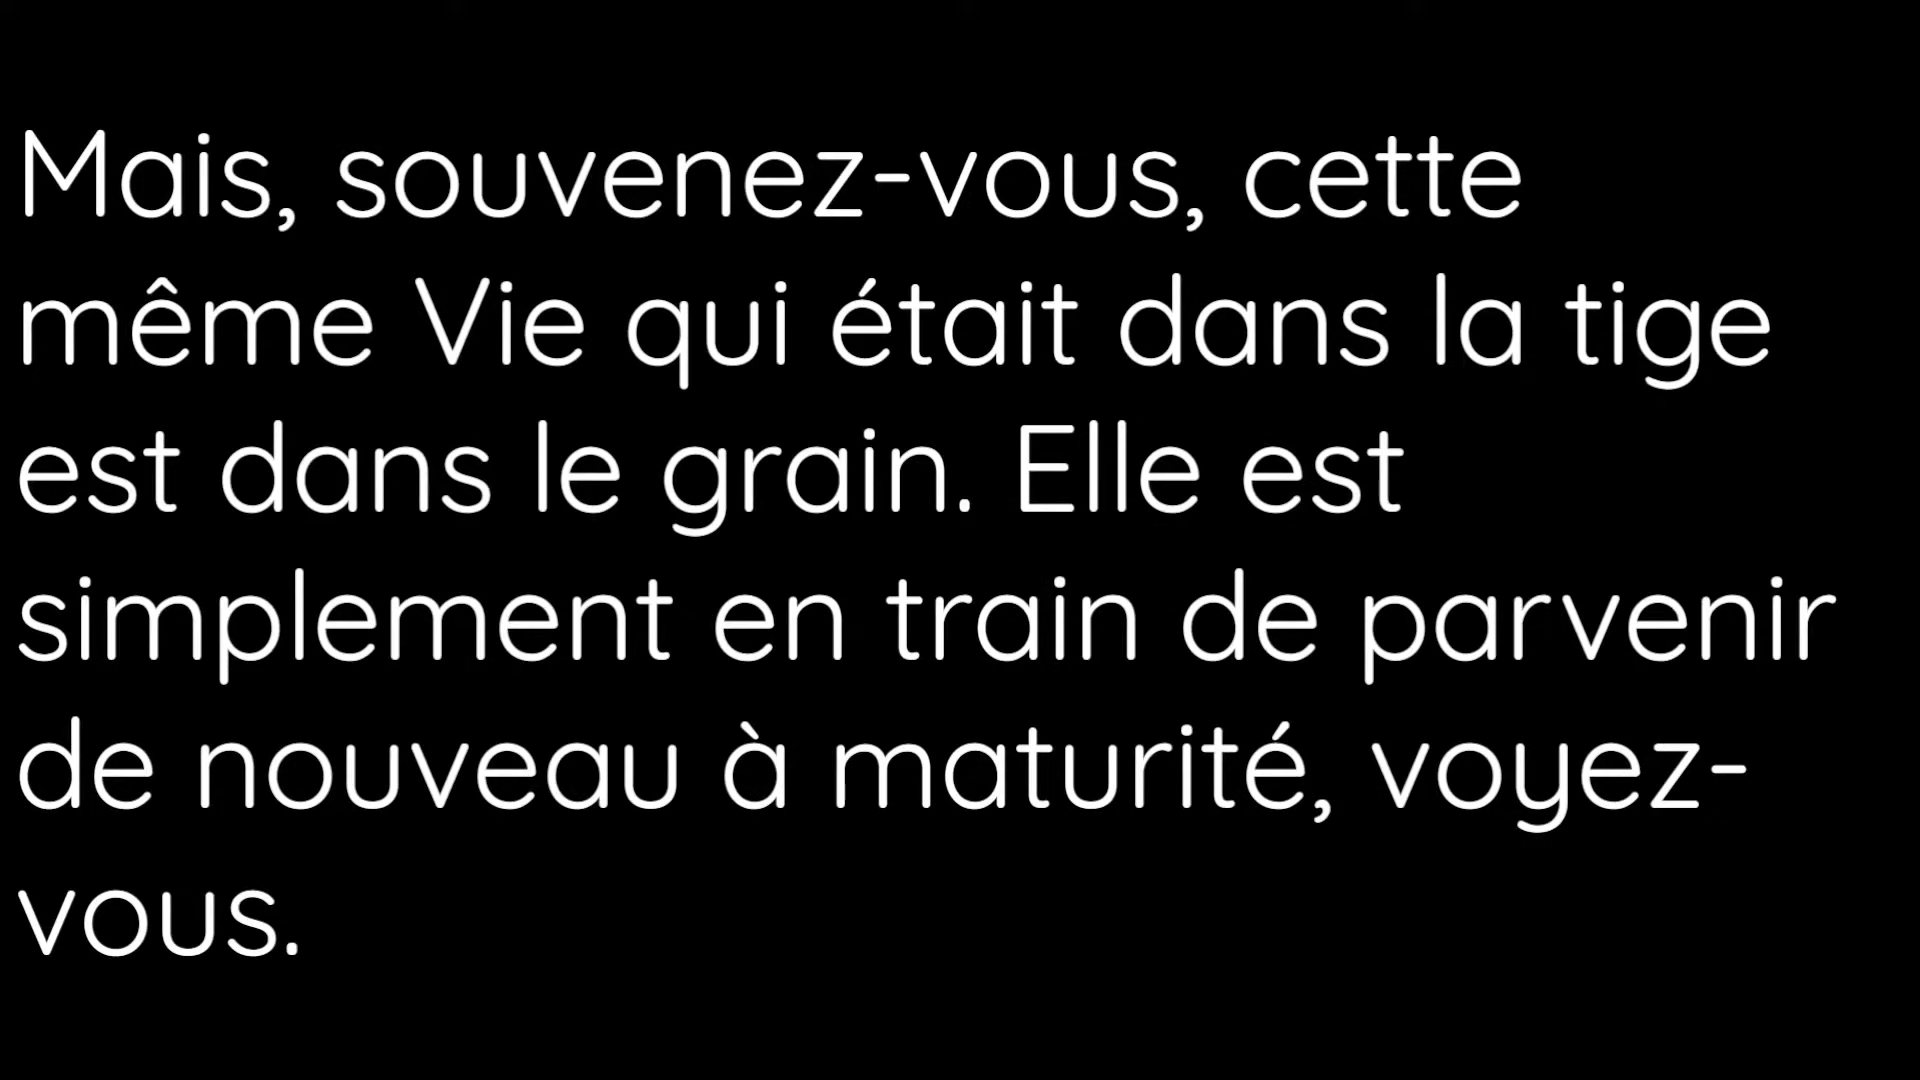 Mais, souvenez-vous, cette
même Vie qui était dans la tige
est dans le grain. Elle est
simplement en train de parvenir
de nouveau à maturité, voyez-
vous.